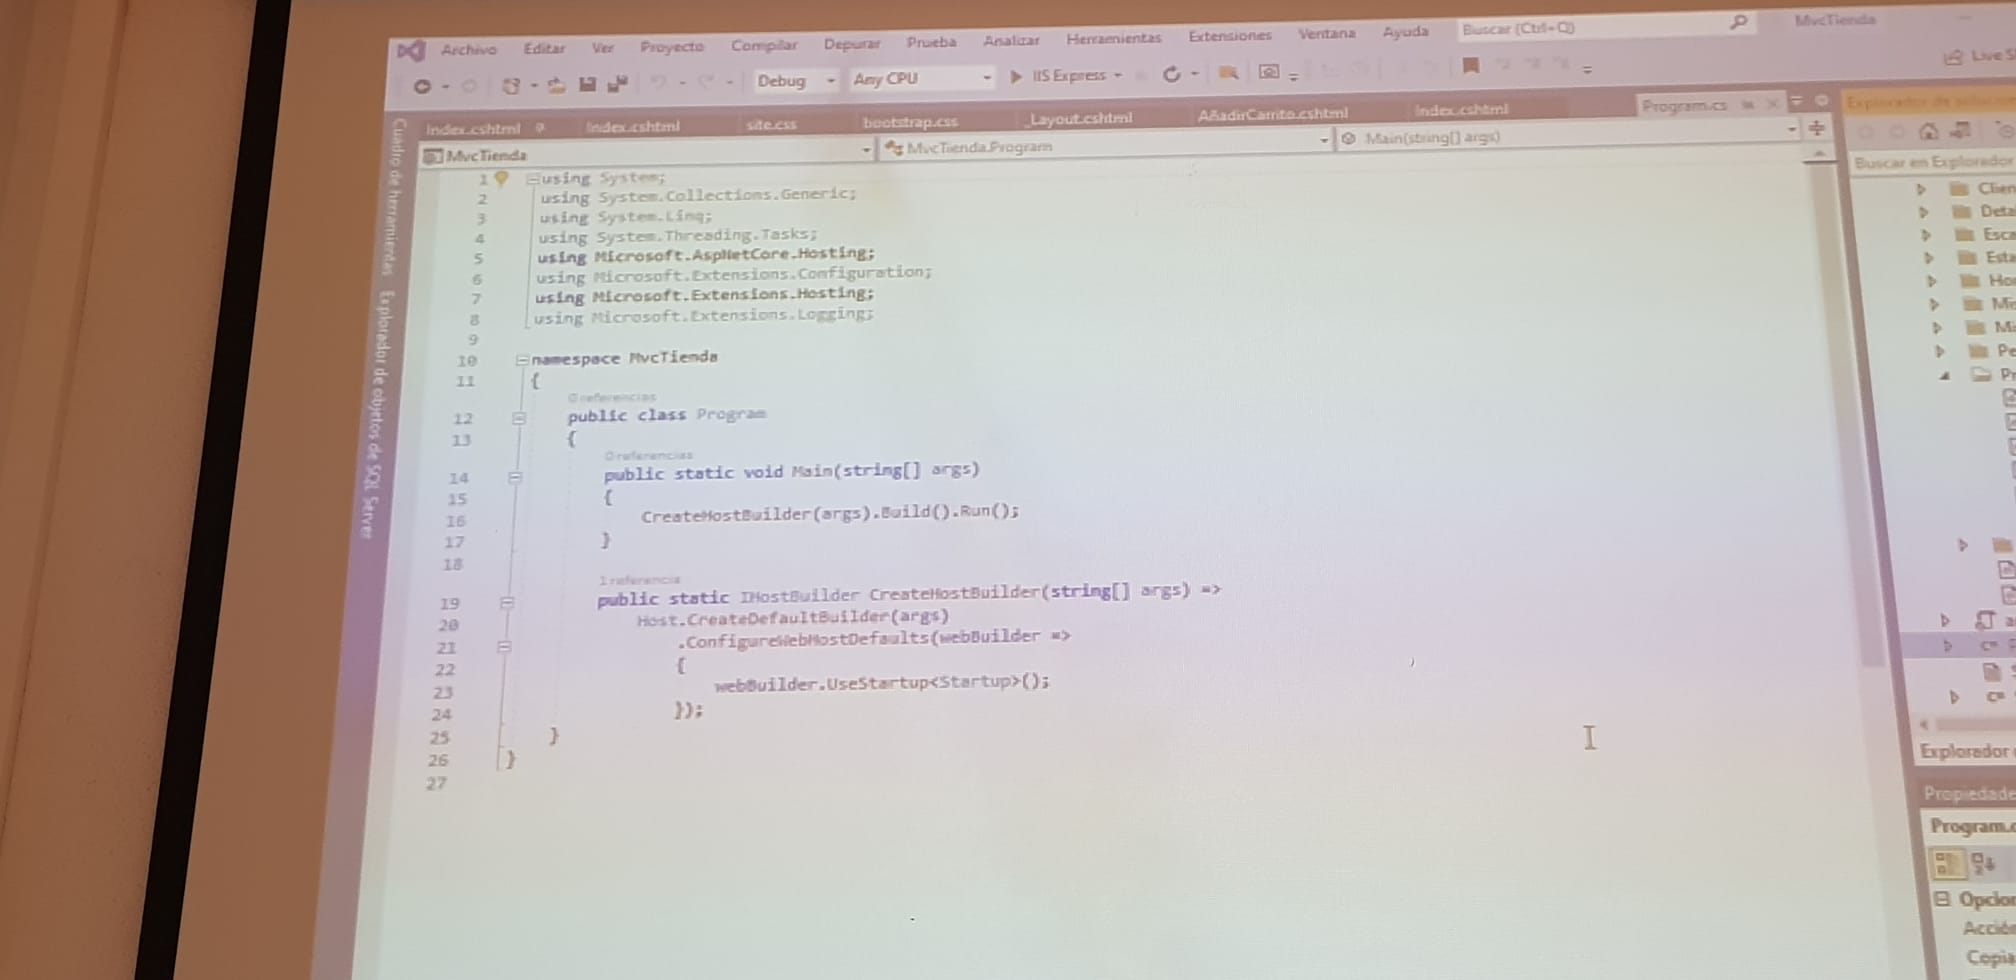 Archivo Editar Ver Proyecto Compilar Depurar Prueba Analizar Herramientas Extensiones Ventana Ayuda Buscar (Ctrl+Q) MvcTienda
Debug Any CPU IIS Express Live S
Index.cshtml Index.cshtml site.css bootstrap.css _Layout.cshtml AñadirCarrito.cshtml Index.cshtml Program.cs
MvcTienda MvcTienda.Program Main(string[] args)
Cuadro de herramientas Explorador de objetos de SQL Server
1 using System;
2 using System.Collections.Generic;
3 using System.Linq;
4 using System.Threading.Tasks;
5 using Microsoft.AspNetCore.Hosting;
6 using Microsoft.Extensions.Configuration;
7 using Microsoft.Extensions.Hosting;
8 using Microsoft.Extensions.Logging;
9
10 namespace MvcTienda
11 {
0 referencias
12 public class Program
13 {
0 referencias
14 public static void Main(string[] args)
15 {
16 CreateHostBuilder(args).Build().Run();
17 }
18
1 referencia
19 public static IHostBuilder CreateHostBuilder(string[] args) =>
20 Host.CreateDefaultBuilder(args)
21 .ConfigureWebHostDefaults(webBuilder =>
22 {
23 webBuilder.UseStartup<Startup>();
24 });
25 }
26 }
27
Explorador de
Buscar en Explorador
Clien
Deta
Esca
Esta
Ho
Mi
Pe
Pr
Explorador
Propiedade
Program.c
Opcion
Acció
Copia